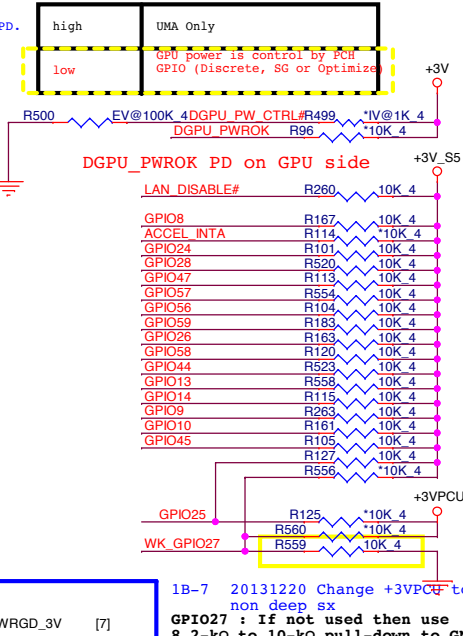 PD.
high UMA Only
low GPU power is control by PCH
GPIO (Discrete, SG or Optimize)
+3V
R500 EV@100K_4 DGPU_PW_CTRL# R499 *IV@1K_4
DGPU_PWROK R96 *10K_4
DGPU_PWROK PD on GPU side
+3V_S5
LAN_DISABLE# R260 10K_4
GPIO8 R167 10K_4
ACCEL_INTA R114 *10K_4
GPIO24 R101 10K_4
GPIO28 R520 10K_4
GPIO47 R113 10K_4
GPIO57 R554 10K_4
GPIO56 R104 10K_4
GPIO59 R183 10K_4
GPIO26 R163 10K_4
GPIO58 R120 10K_4
GPIO44 R523 10K_4
GPIO13 R558 10K_4
GPIO14 R115 10K_4
GPIO9 R263 10K_4
GPIO10 R161 10K_4
GPIO45 R105 10K_4
R127 10K_4
R556 *10K_4
+3VPCU
GPIO25 R125 *10K_4
R560 *10K_4
WK_GPIO27 R559 10K_4
1B-7 20131220 Change +3VPCU to
non deep sx
WRGD_3V [7]
GPIO27 : If not used then use
8.2-kΩ to 10-kΩ pull-down to